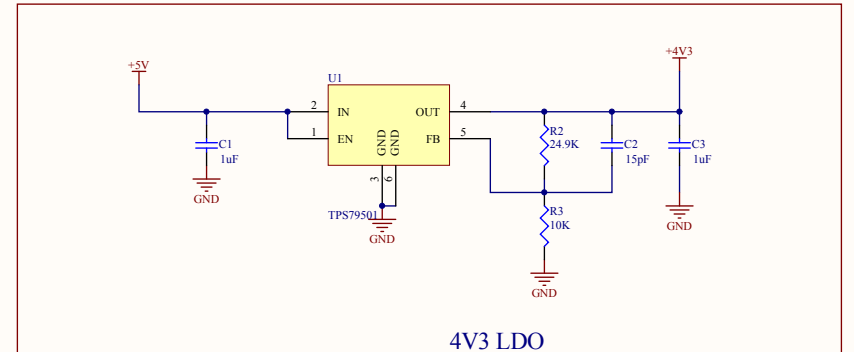 +5V
+4V3
U1
2 IN OUT 4
1 EN FB 5
GND
GND
3
6
C1
1uF
GND
R2
24.9K
C2
15pF
C3
1uF
TPS79501
GND
R3
10K
GND
GND
4V3 LDO